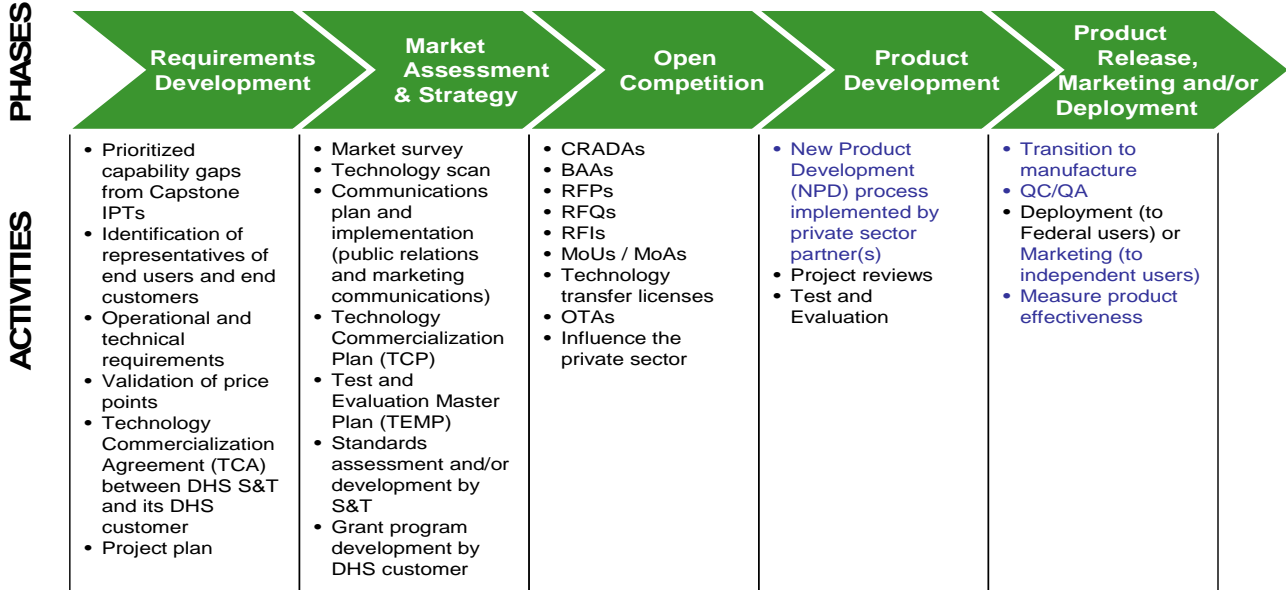 PHASES
Requirements
Development
Market
Assessment
& Strategy
Open
Competition
Product
Development
Product
Release,
Marketing and/or
Deployment
ACTIVITIES
• Prioritized
capability gaps
from Capstone
IPTs
• Identification of
representatives of
end users and end
customers
• Operational and
technical
requirements
• Validation of price
points
• Technology
Commercialization
Agreement (TCA)
between DHS S&T
and its DHS
customer
• Project plan
• Market survey
• Technology scan
• Communications
plan and
implementation
(public relations
and marketing
communications)
• Technology
Commercialization
Plan (TCP)
• Test and
Evaluation Master
Plan (TEMP)
• Standards
assessment and/or
development by
S&T
• Grant program
development by
DHS customer
• CRADAs
• BAAs
• RFPs
• RFQs
• RFIs
• MoUs / MoAs
• Technology
transfer licenses
• OTAs
• Influence the
private sector
• New Product
Development
(NPD) process
implemented by
private sector
partner(s)
• Project reviews
• Test and
Evaluation
• Transition to
manufacture
• QC/QA
• Deployment (to
Federal users) or
Marketing (to
independent users)
• Measure product
effectiveness